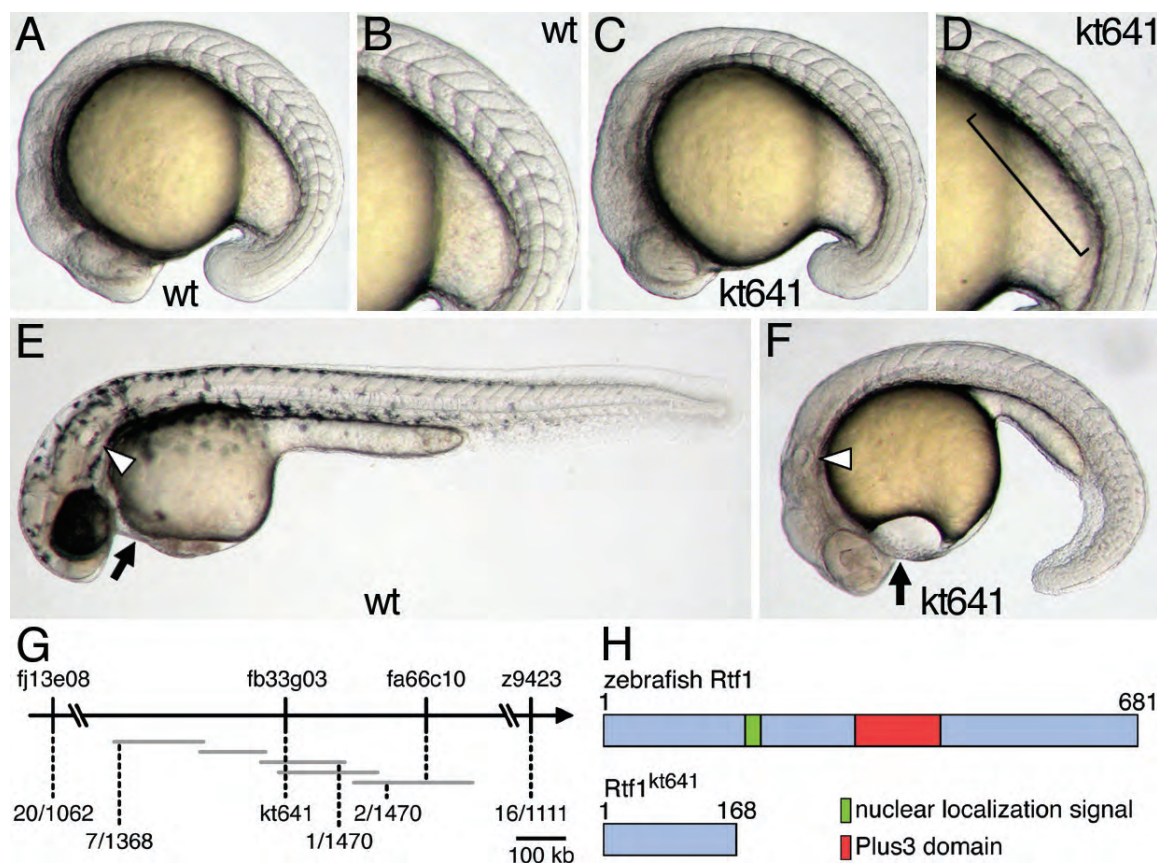 A
wt
B
wt
C
kt641
D
kt641
E
wt
F
kt641
G
fj13e08
fb33g03
fa66c10
z9423
20/1062
kt641
2/1470
16/1111
7/1368
1/1470
100 kb
H
zebrafish Rtf1
1
681
Rtf1kt641
1
168
nuclear localization signal
Plus3 domain